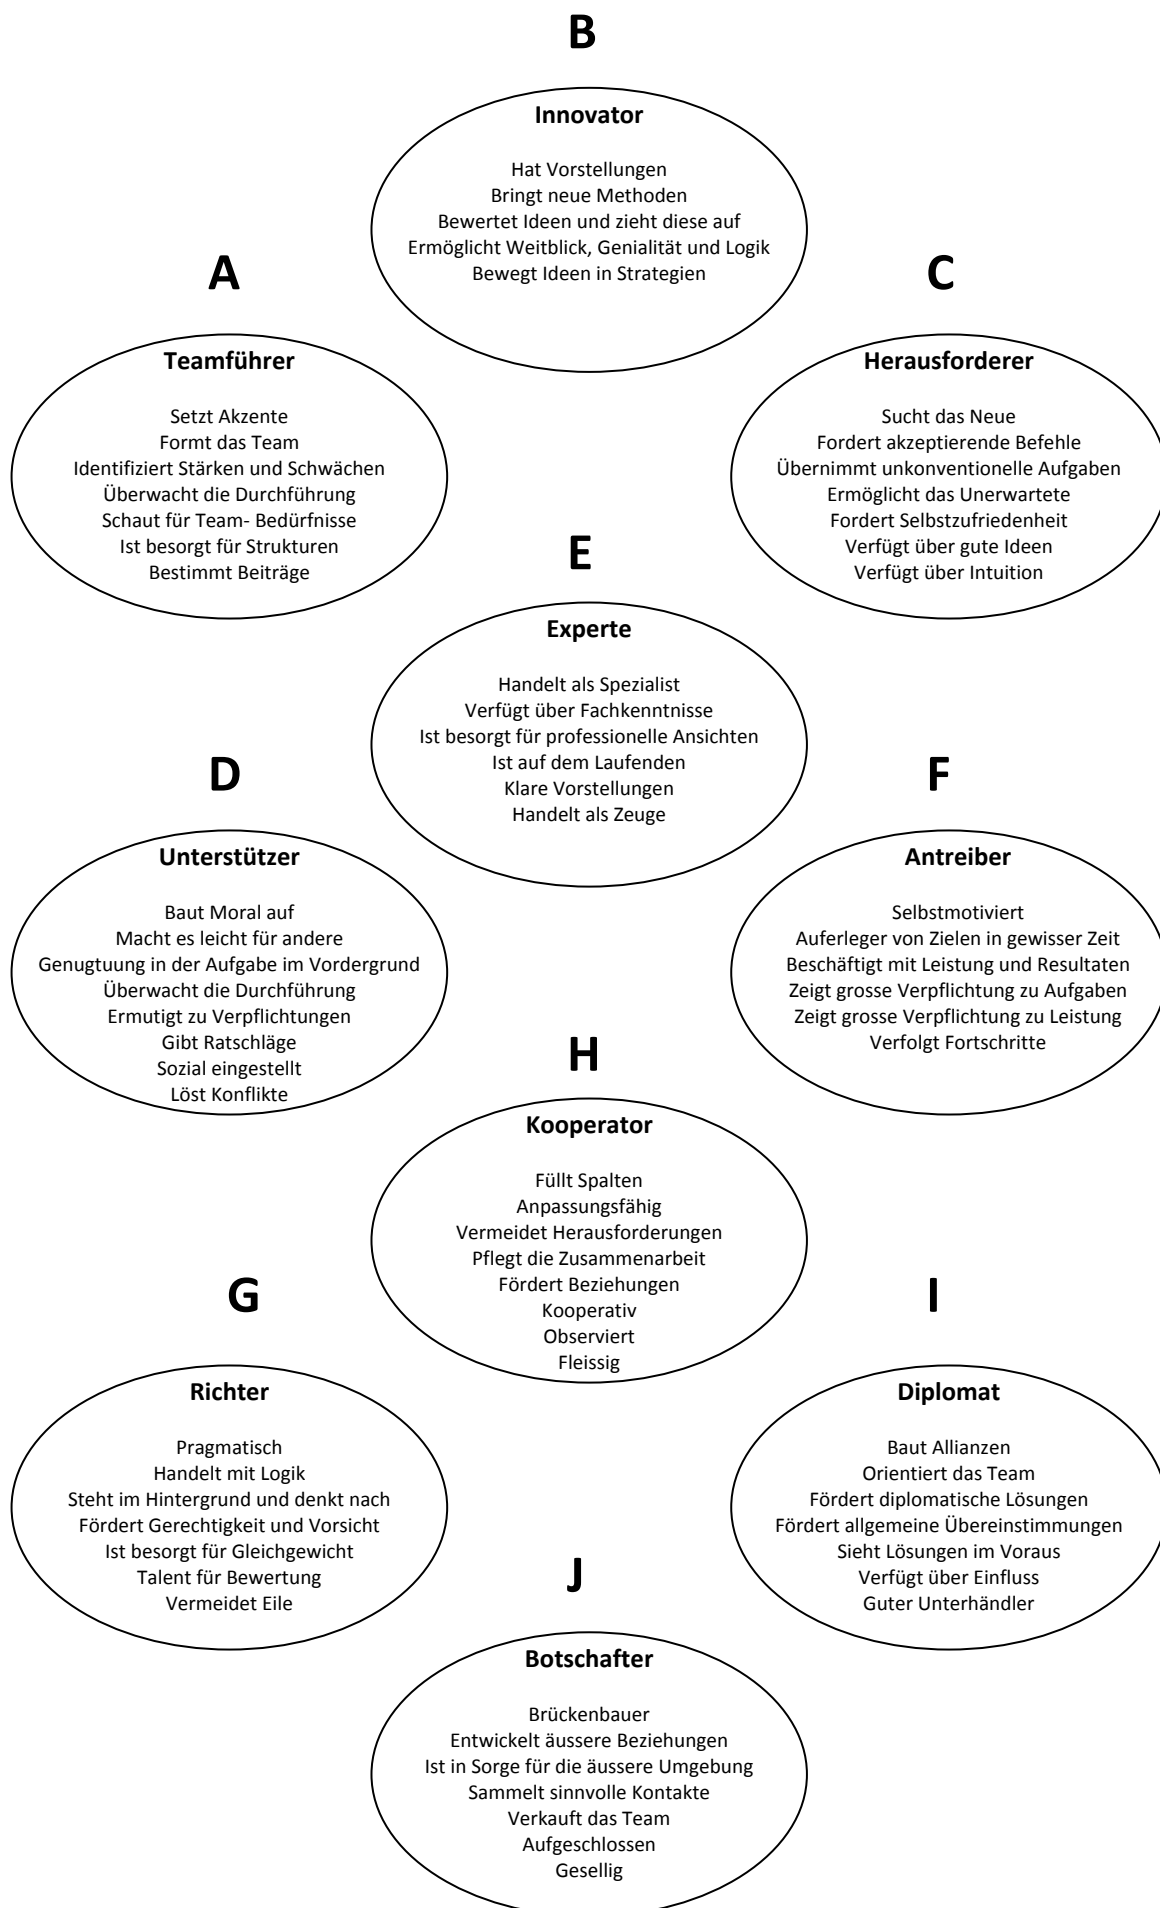 B
Innovator
Hat Vorstellungen
Bringt neue Methoden
Bewertet Ideen und zieht diese auf
Ermöglicht Weitblick, Genialität und Logik
Bewegt Ideen in Strategien
A
Teamführer
Setzt Akzente
Formt das Team
Identifiziert Stärken und Schwächen
Überwacht die Durchführung
Schaut für Team- Bedürfnisse
Ist besorgt für Strukturen
Bestimmt Beiträge
C
Herausforderer
Sucht das Neue
Fordert akzeptierende Befehle
Übernimmt unkonventionelle Aufgaben
Ermöglicht das Unerwartete
Fordert Selbstzufriedenheit
Verfügt über gute Ideen
Verfügt über Intuition
E
Experte
Handelt als Spezialist
Verfügt über Fachkenntnisse
Ist besorgt für professionelle Ansichten
Ist auf dem Laufenden
Klare Vorstellungen
Handelt als Zeuge
D
Unterstützer
Baut Moral auf
Macht es leicht für andere
Genugtuung in der Aufgabe im Vordergrund
Überwacht die Durchführung
Ermutigt zu Verpflichtungen
Gibt Ratschläge
Sozial eingestellt
Löst Konflikte
F
Antreiber
Selbstmotiviert
Auferleger von Zielen in gewisser Zeit
Beschäftigt mit Leistung und Resultaten
Zeigt grosse Verpflichtung zu Aufgaben
Zeigt grosse Verpflichtung zu Leistung
Verfolgt Fortschritte
H
Kooperator
Füllt Spalten
Anpassungsfähig
Vermeidet Herausforderungen
Pflegt die Zusammenarbeit
Fördert Beziehungen
Kooperativ
Observiert
Fleissig
G
Richter
Pragmatisch
Handelt mit Logik
Steht im Hintergrund und denkt nach
Fördert Gerechtigkeit und Vorsicht
Ist besorgt für Gleichgewicht
Talent für Bewertung
Vermeidet Eile
I
Diplomat
Baut Allianzen
Orientiert das Team
Fördert diplomatische Lösungen
Fördert allgemeine Übereinstimmungen
Sieht Lösungen im Voraus
Verfügt über Einfluss
Guter Unterhändler
J
Botschafter
Brückenbauer
Entwickelt äussere Beziehungen
Ist in Sorge für die äussere Umgebung
Sammelt sinnvolle Kontakte
Verkauft das Team
Aufgeschlossen
Gesellig